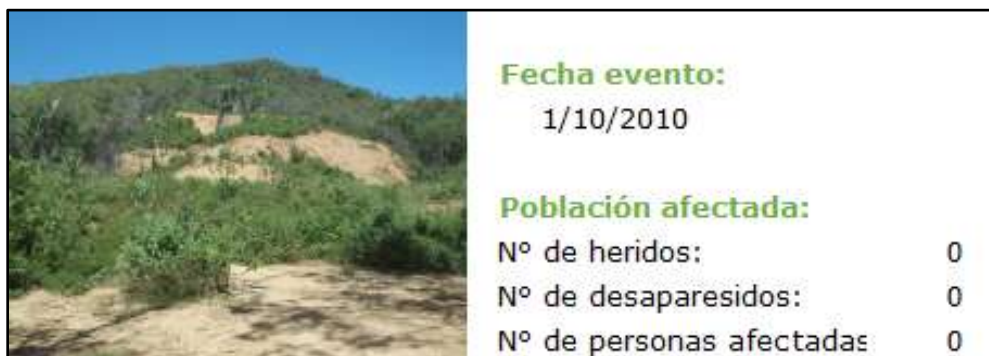 Fecha evento:
1/10/2010
Población afectada:
Nº de heridos: 0
Nº de desaparesidos: 0
Nº de personas afectadas 0